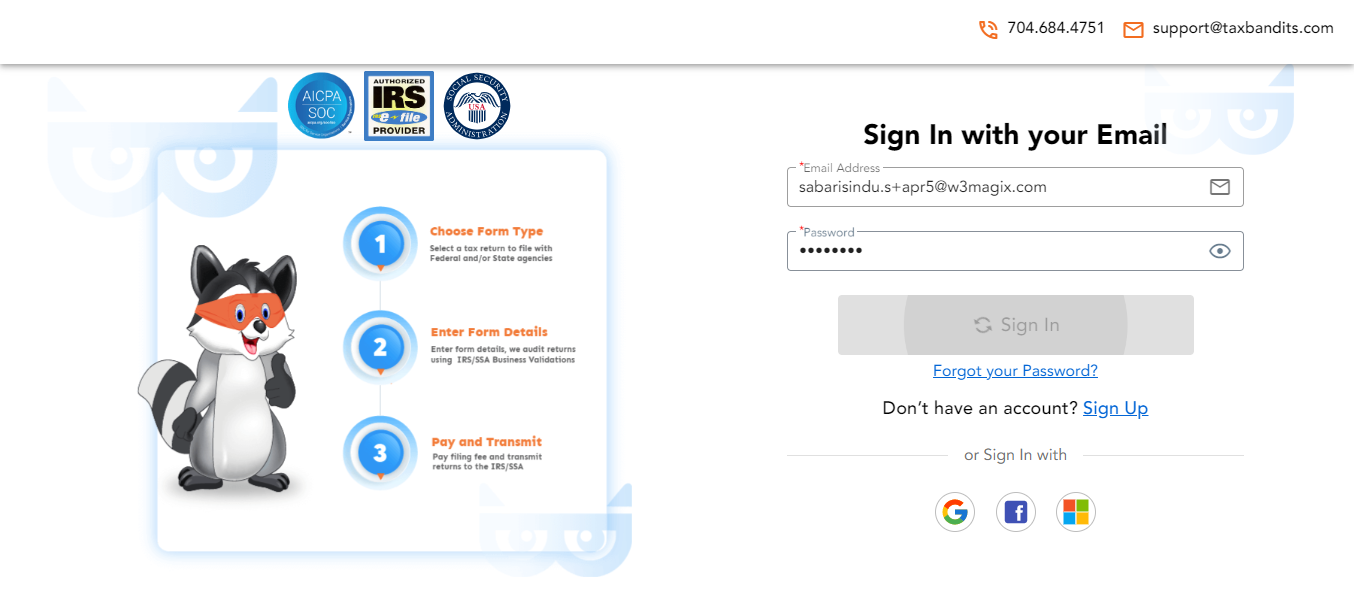 704.684.4751 support@taxbandits.com
AICPA
SOC
AUTHORIZED
IRS
e file
PROVIDER
SOCIAL SECURITY
USA
ADMINISTRATION
Choose Form Type
Select a tax return to file with
Federal and/or State agencies
1
Enter Form Details
Enter form details, we audit returns
using IRS/SSA Business Validations
2
Pay and Transmit
Pay filing fee and transmit
returns to the IRS/SSA
3
Sign In with your Email
*Email Address
sabarisindu.s+apr5@w3magix.com
*Password
••••••••
Sign In
Forgot your Password?
Don’t have an account? Sign Up
or Sign In with